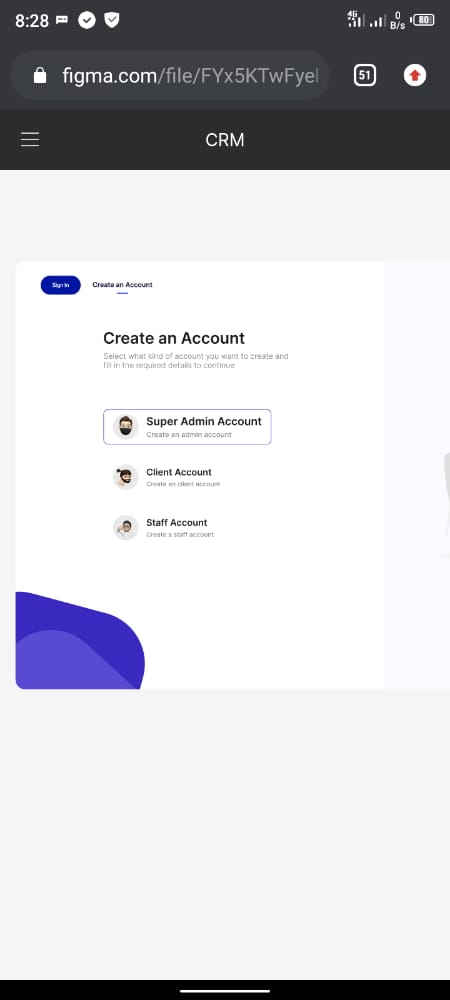 8:28
4G
0
B/s
80
figma.com/file/FYx5KTwFye
51
CRM
Sign In
Create an Account
Create an Account
Select what kind of account you want to create and
fill in the required details to continue
Super Admin Account
Create an admin account
Client Account
Create an client account
Staff Account
Create a staff account